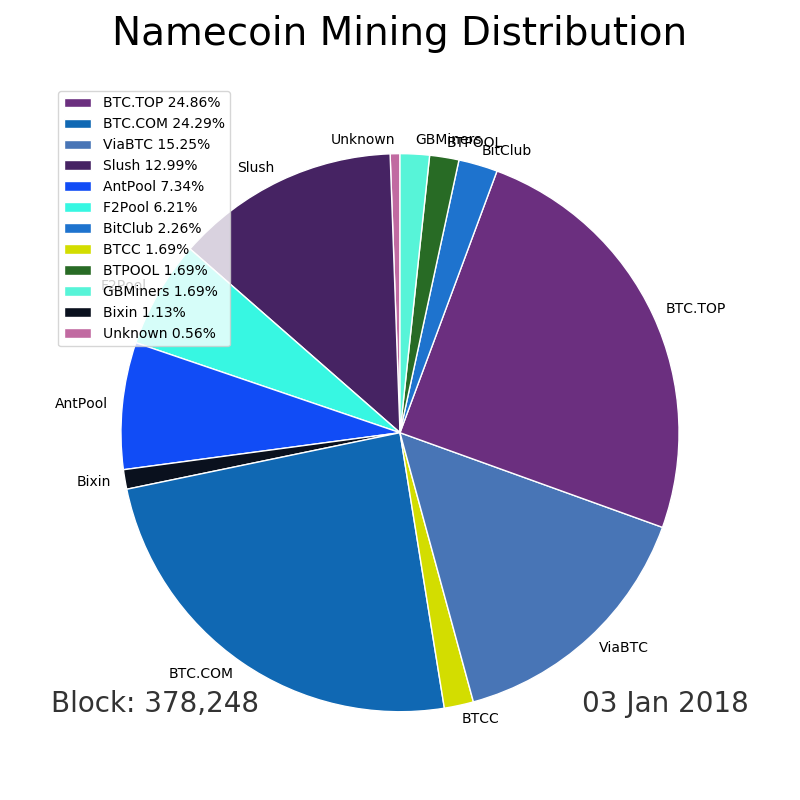 Namecoin Mining Distribution
BTC.TOP 24.86%
BTC.COM 24.29%
ViaBTC 15.25%
Slush 12.99%
AntPool 7.34%
F2Pool 6.21%
BitClub 2.26%
BTCC 1.69%
BTPOOL 1.69%
GBMiners 1.69%
Bixin 1.13%
Unknown 0.56%
Unknown
GBMiners
BTPOOL
BitClub
Slush
F2Pool
BTC.TOP
AntPool
Bixin
ViaBTC
BTC.COM
BTCC
Block: 378,248
03 Jan 2018